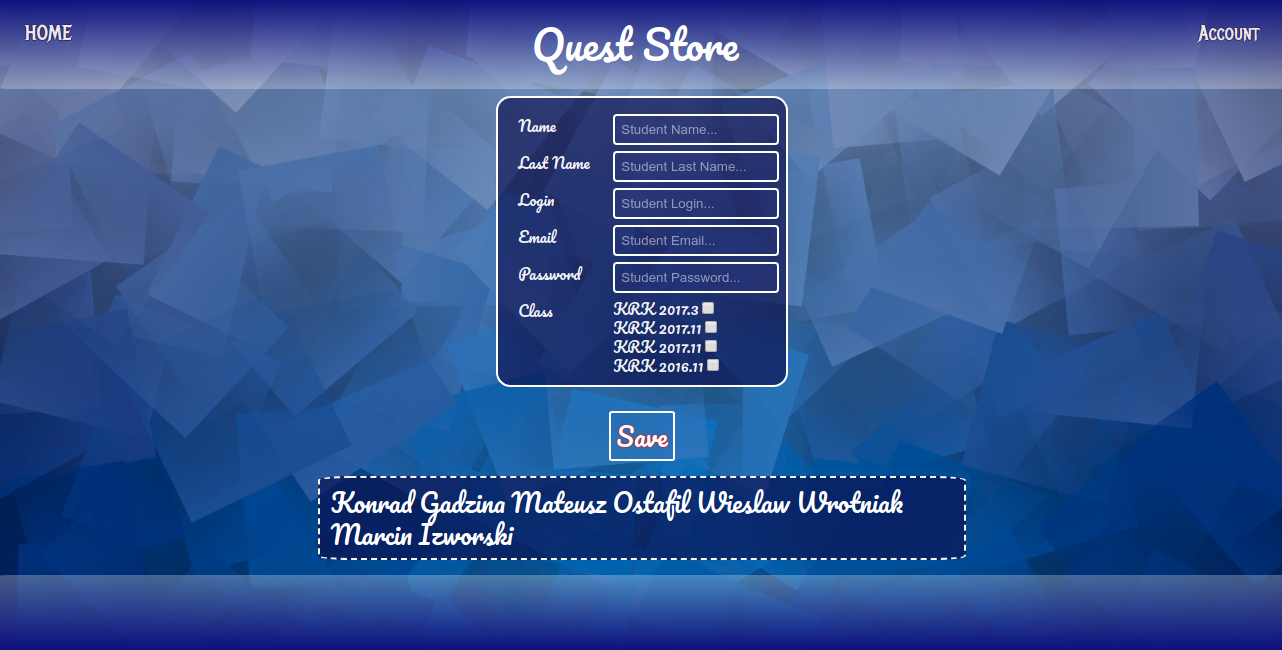 HOME
Quest Store
Account
Name
Student Name...
Last Name
Student Last Name...
Login
Student Login...
Email
Student Email...
Password
Student Password...
Class
KRK 2017.3
KRK 2017.11
KRK 2017.11
KRK 2016.11
Save
Konrad Gadzina Mateusz Ostafil Wieslaw Wrotniak
Marcin Izworski